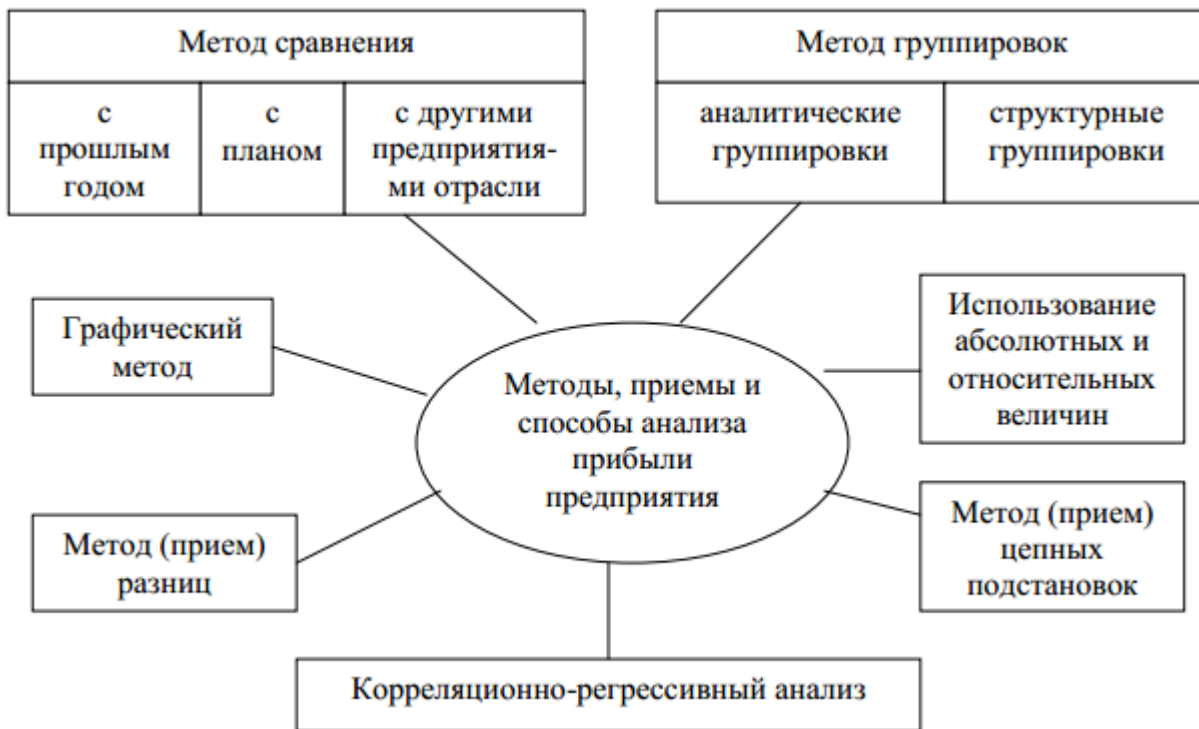 Метод сравнения
с
прошлым
годом
с
планом
с другими
предприятия-
ми отрасли
Метод группировок
аналитические
группировки
структурные
группировки
Графический
метод
Методы, приемы и
способы анализа
прибыли
предприятия
Использование
абсолютных и
относительных
величин
Метод (прием)
разниц
Метод (прием)
цепных
подстановок
Корреляционно-регрессивный анализ